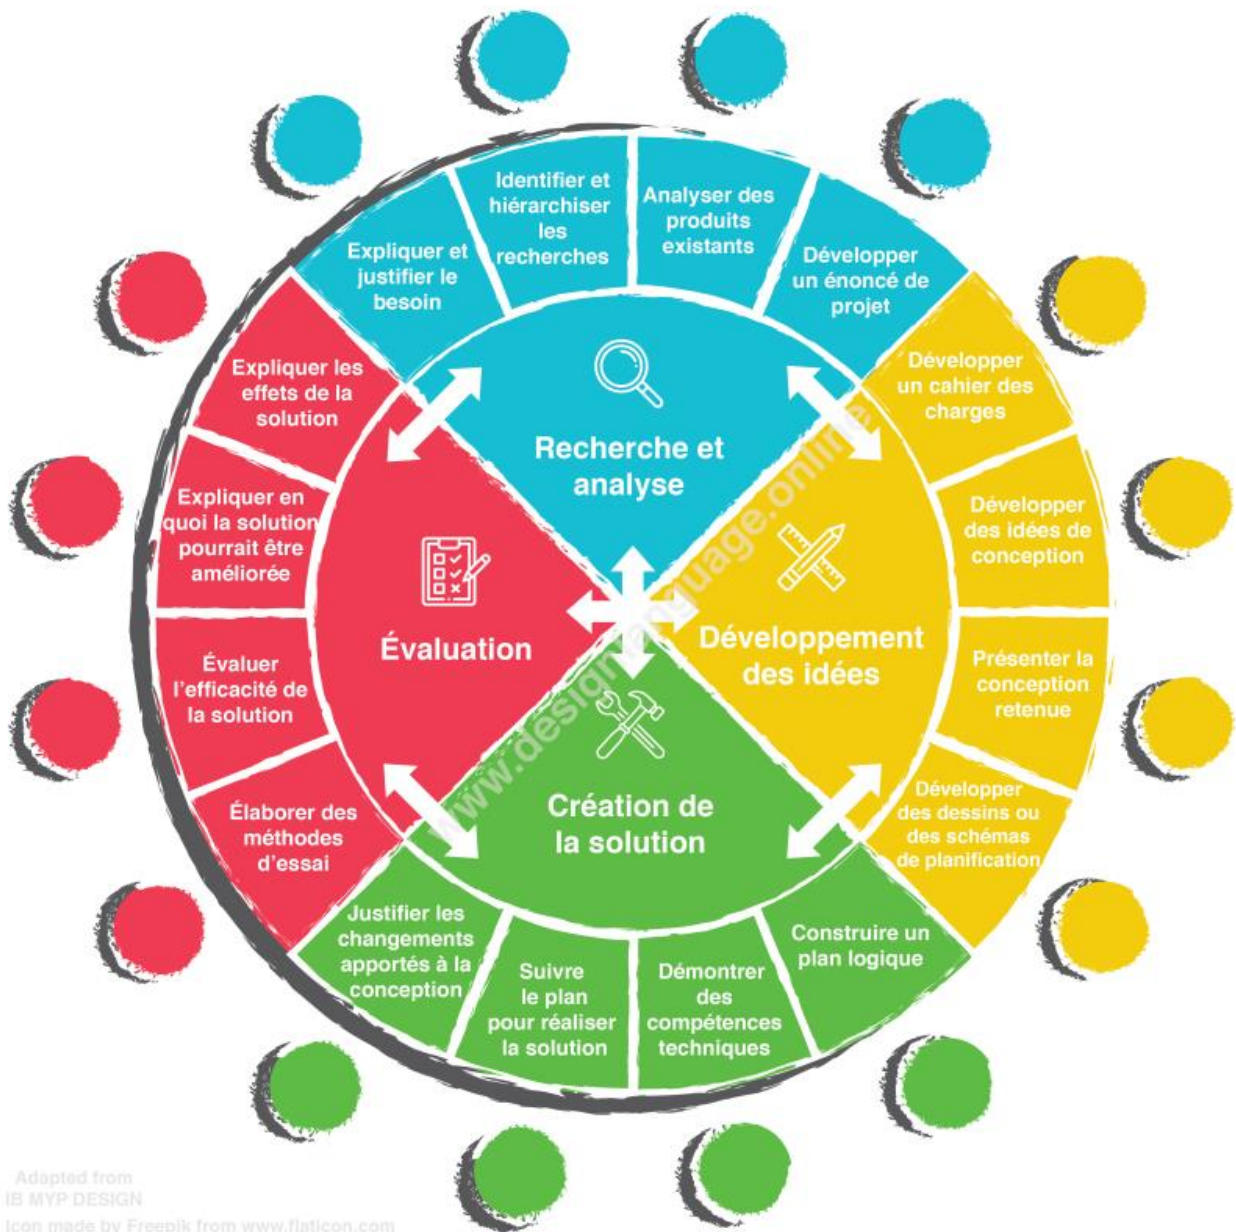 Expliquer et
justifier le
besoin
Identifier et
hiérarchiser
les
recherches
Analyser des
produits
existants
Développer
un énoncé de
projet
Recherche et
analyse
Développer
un cahier des
charges
Développer
des idées de
conception
Présenter la
conception
retenue
Développer
des dessins ou
des schémas
de planification
Développement
des idées
Construire un
plan logique
Démontrer
des
compétences
techniques
Suivre
le plan
pour réaliser
la solution
Justifier les
changements
apportés à la
conception
Création de
la solution
Élaborer des
méthodes
d'essai
Évaluer
l'efficacité de
la solution
Expliquer en
quoi la solution
pourrait être
améliorée
Expliquer les
effets de la
solution
Évaluation
www.designlanguage.online
Adapted from
IB MYP DESIGN
Icon made by Freepik from www.flaticon.com